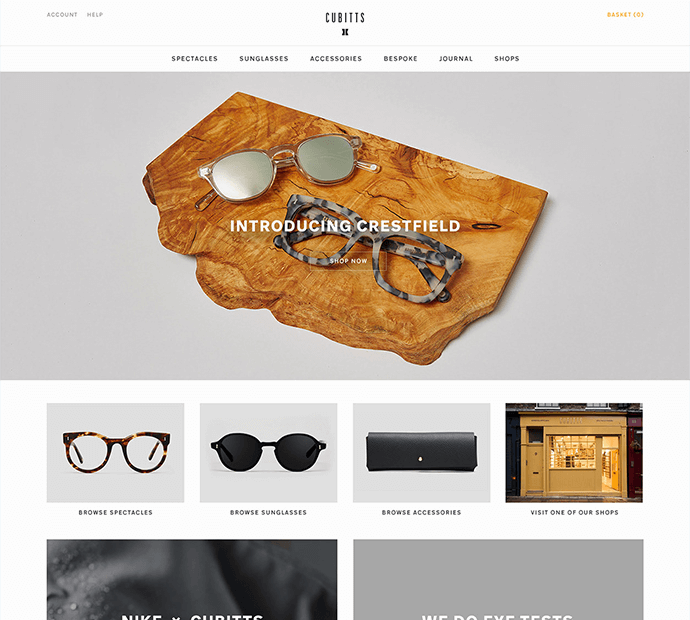 ACCOUNT HELP
CUBITTS
BASKET (0)
SPECTACLES SUNGLASSES ACCESSORIES BESPOKE JOURNAL SHOPS
INTRODUCING CRESTFIELD
SHOP NOW
BROWSE SPECTACLES BROWSE SUNGLASSES BROWSE ACCESSORIES VISIT ONE OF OUR SHOPS
NIKE × CUBITTS WE DO EYE TESTS